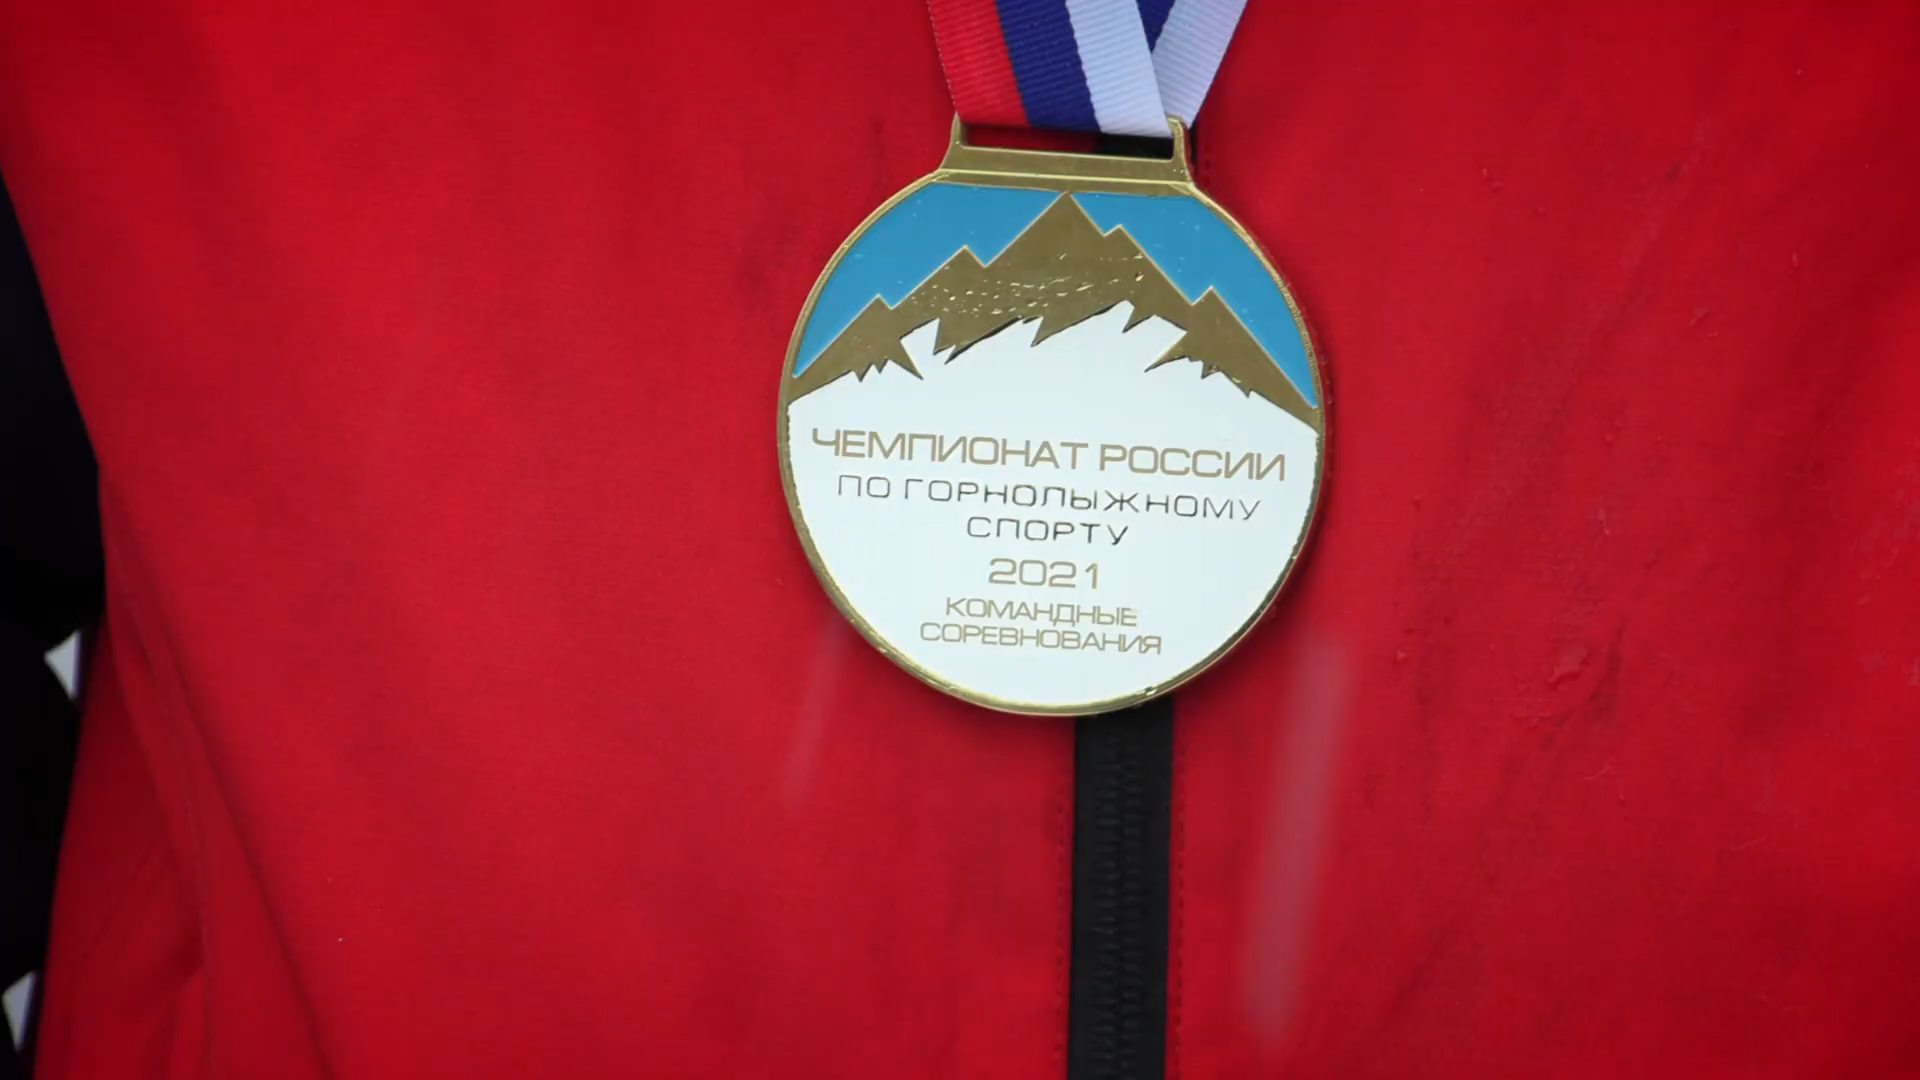 ЧЕМПИОНАТ РОССИИ
ПО ГОРНОЛЫЖНОМУ
СПОРТУ
2021
КОМАНДНЫЕ
СОРЕВНОВАНИЯ